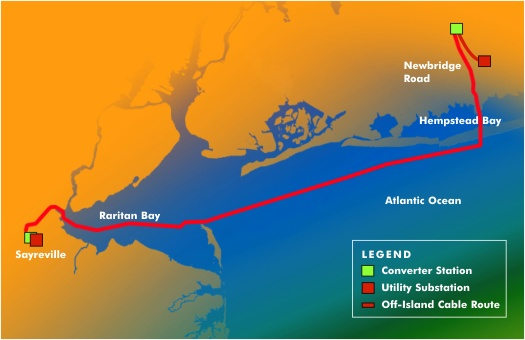 Newbridge
Road
Hempstead Bay
Atlantic Ocean
Raritan Bay
Sayreville
LEGEND
Converter Station
Utility Substation
Off-Island Cable Route